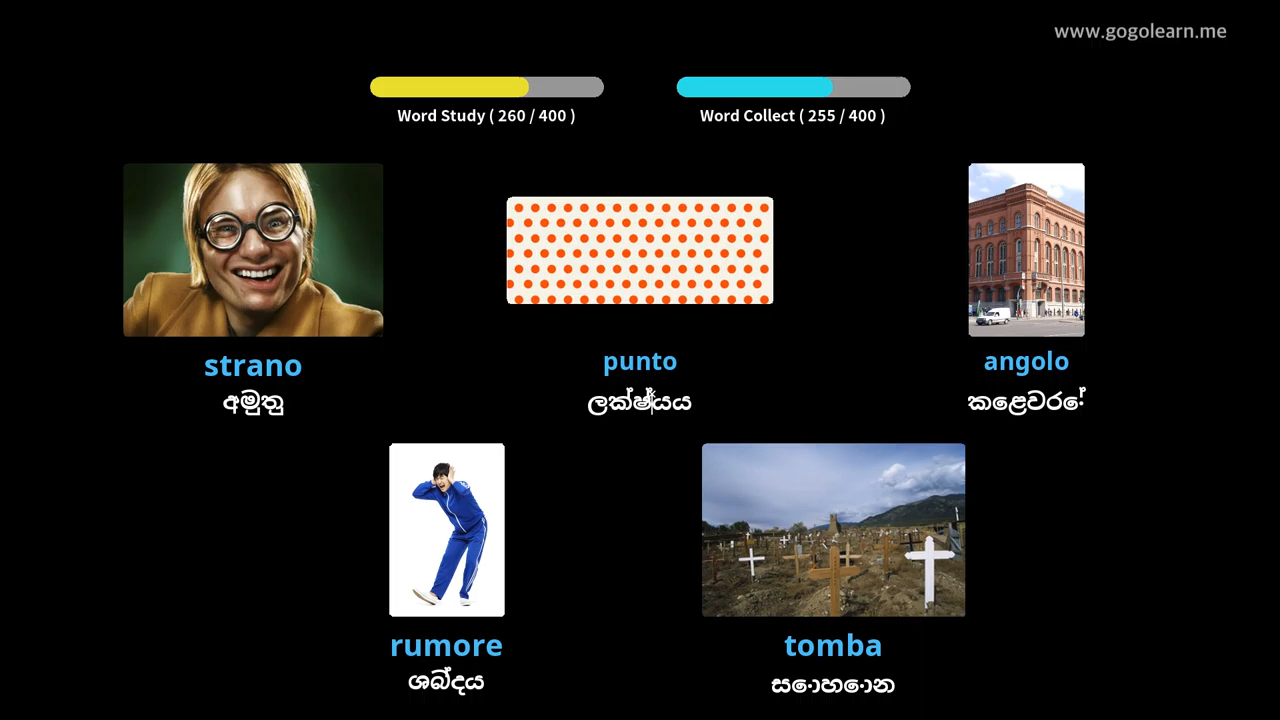 www.gogolearn.me
Word Study ( 260 / 400 )
Word Collect ( 255 / 400 )
strano
අමුතු
punto
ලක්ෂ්යය
angolo
කළෙවරේ
rumore
ශබ්දය
tomba
සොහොන